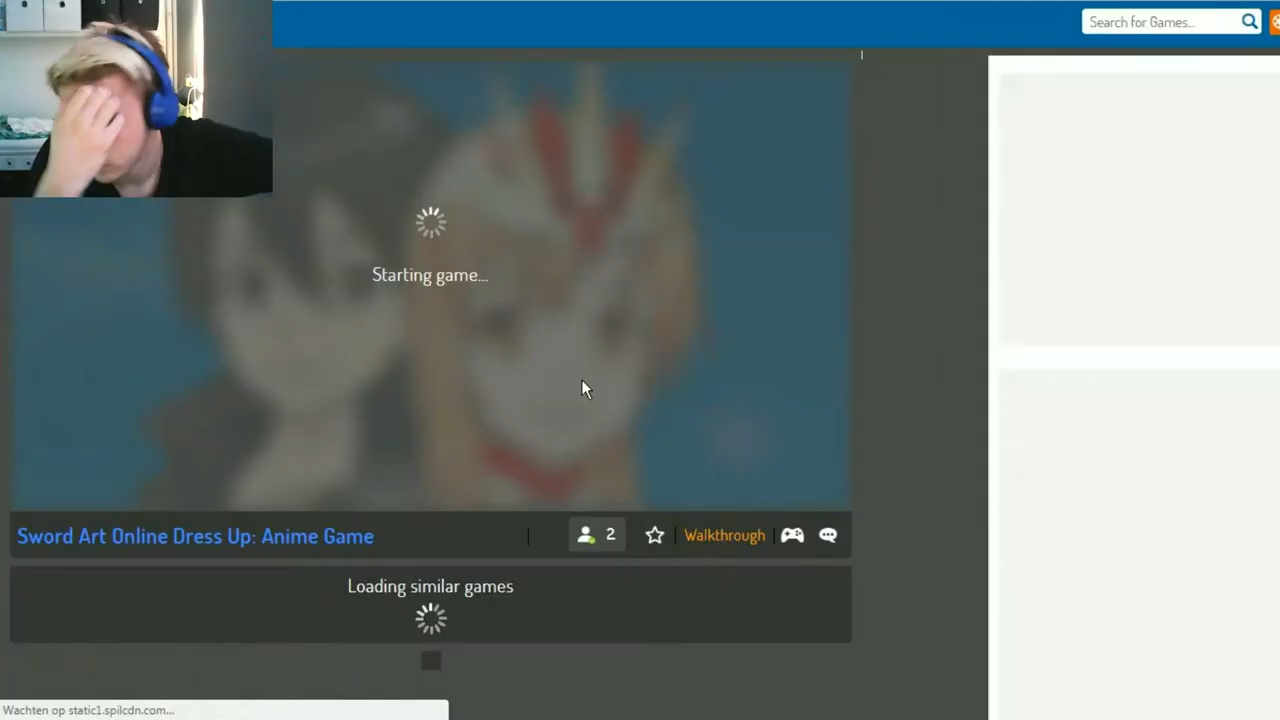 Search for Games...
Starting game...
Sword Art Online Dress Up: Anime Game
2
Walkthrough
Loading similar games
Wachten op static1.spilcdn.com...